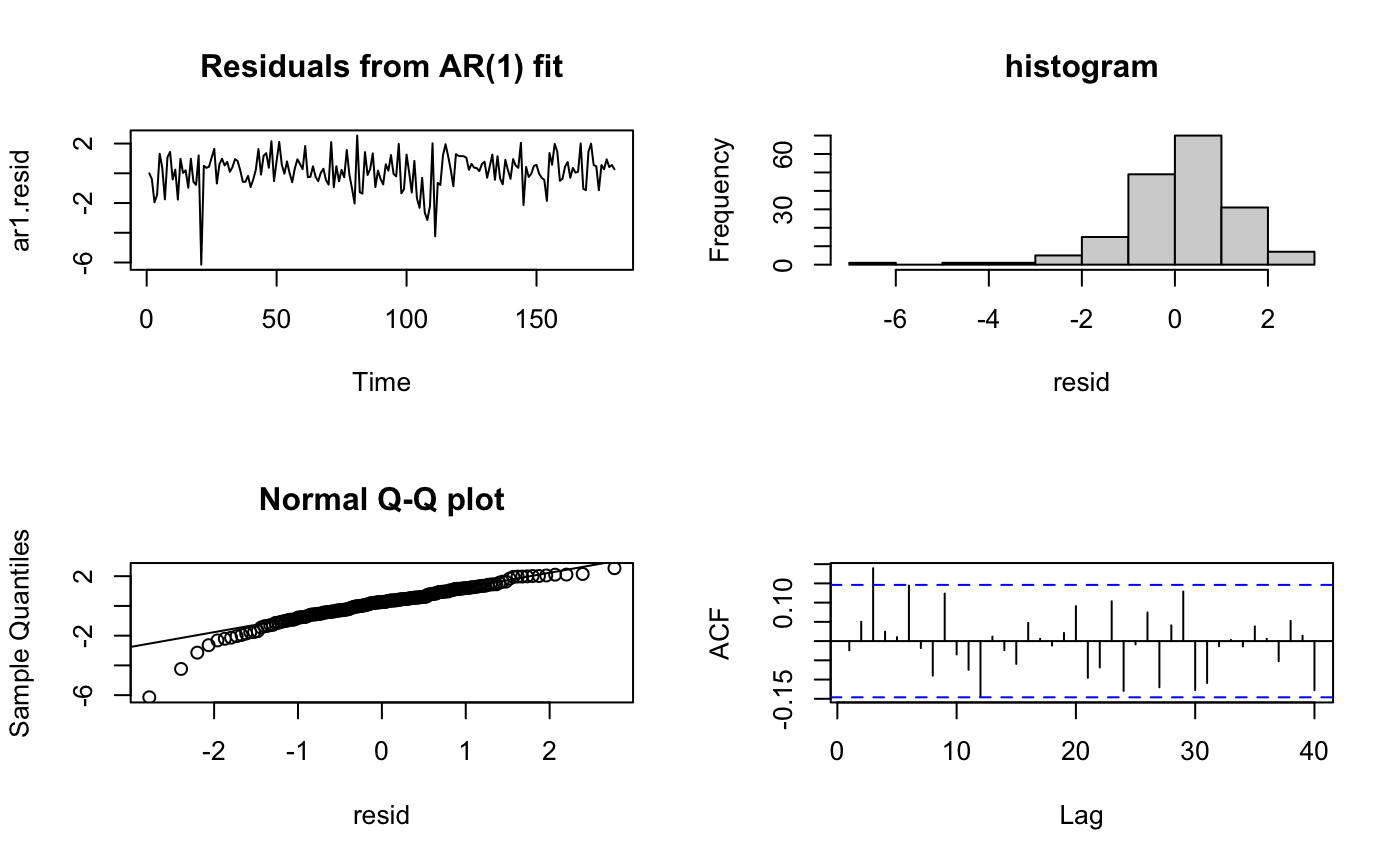 Residuals from AR(1) fit
ar1.resid
2
-2
-6
0 50 100 150
Time
histogram
Frequency
60
30
0
-6 -4 -2 0 2
resid
Normal Q-Q plot
Sample Quantiles
2
-2
-6
-2 -1 0 1 2
resid
ACF
0.10
-0.15
0 10 20 30 40
Lag